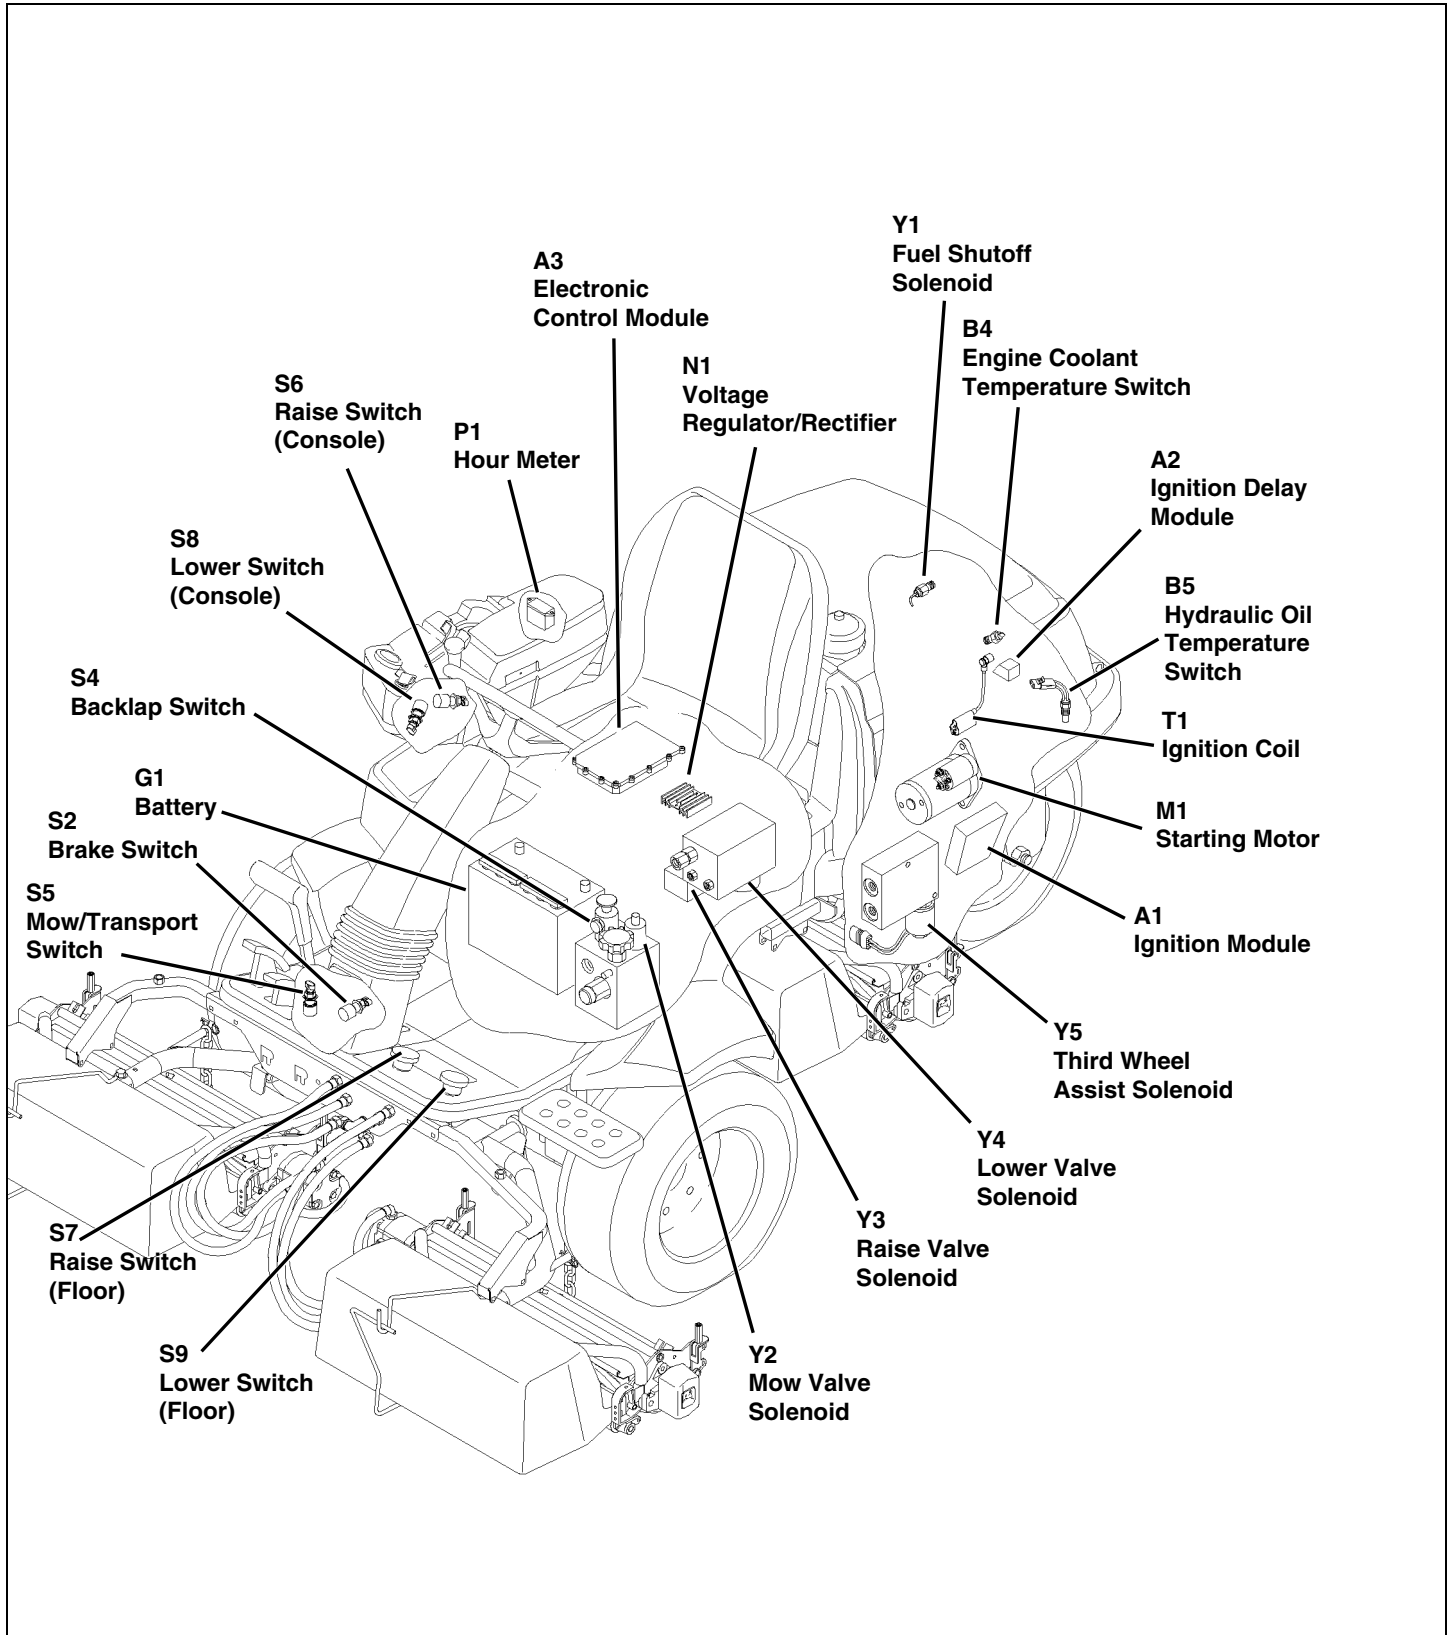 Y1
Fuel Shutoff
Solenoid
A3
Electronic
Control Module
B4
Engine Coolant
Temperature Switch
N1
Voltage
Regulator/Rectifier
S6
Raise Switch
(Console)
P1
Hour Meter
A2
Ignition Delay
Module
S8
Lower Switch
(Console)
B5
Hydraulic Oil
Temperature
Switch
S4
Backlap Switch
T1
Ignition Coil
G1
Battery
M1
Starting Motor
S2
Brake Switch
S5
Mow/Transport
Switch
A1
Ignition Module
Y5
Third Wheel
Assist Solenoid
Y4
Lower Valve
Solenoid
Y3
Raise Valve
Solenoid
S7
Raise Switch
(Floor)
S9
Lower Switch
(Floor)
Y2
Mow Valve
Solenoid